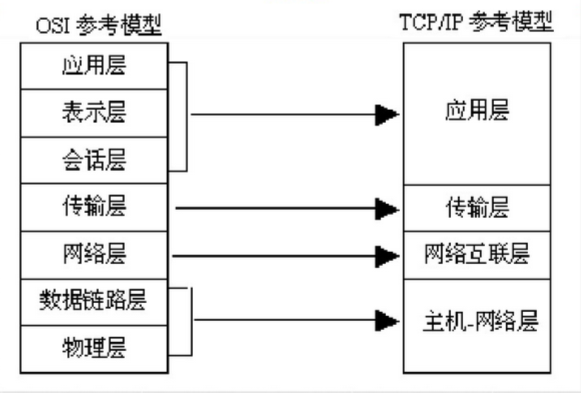 OSI 参考模型
TCP/IP 参考模型
应用层
表示层
会话层
传输层
网络层
数据链路层
物理层
应用层
传输层
网络互联层
主机-网络层